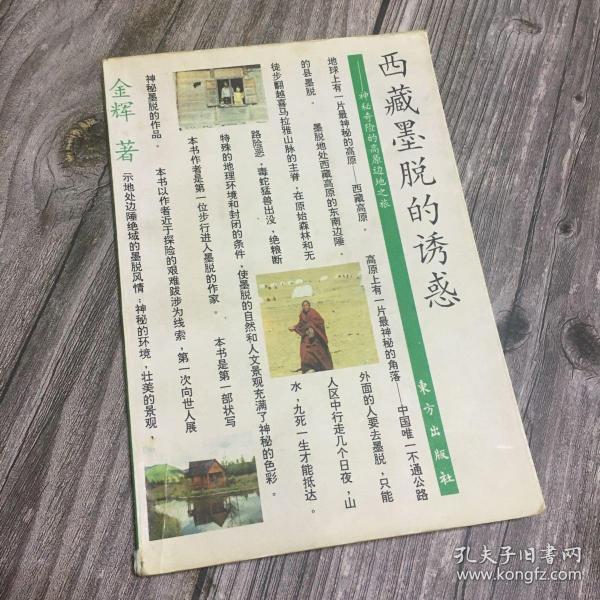 西藏墨脱的诱惑
——神秘奇险的高原边地之旅
東方出版社
地球上有一片最神秘的高原——西藏高原。 高原上有一片最神秘的角落——中国唯一不通公路
的县墨脱。 墨脱地处西藏高原的东南边陲。 外面的人要去墨脱，只能
徒步翻越喜马拉雅山脉的主脊，在原始森林和无人区中行走几个日夜，山
路险恶，毒蛇猛兽出没，绝粮断水，九死一生才能抵达。
特殊的地理环境和封闭的条件，使墨脱的自然和人文景观充满了神秘的色彩。
本书作者是第一位步行进入墨脱的作家。 本书是第一部状写
神秘墨脱的作品。 本书以作者近于探险的艰难跋涉为线索，第一次向世人展
示地处边陲绝域的墨脱风情：神秘的环境，壮美的景观，
金辉 著
孔夫子旧书网
www.kongfz.com